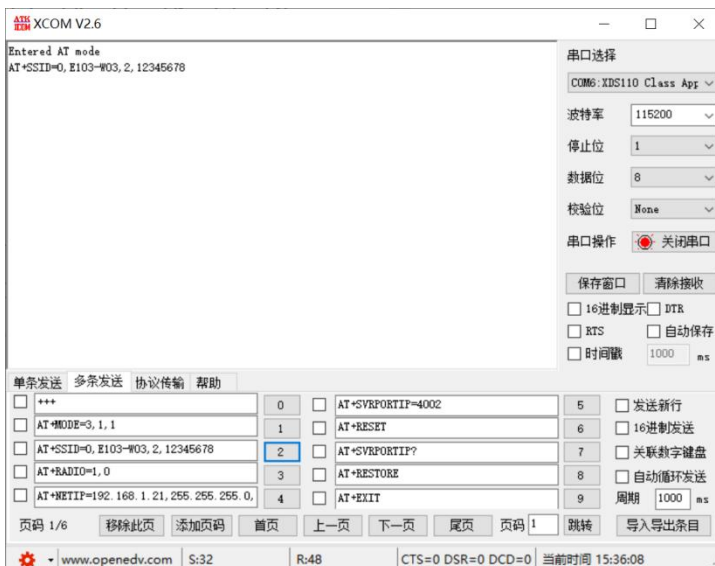 ATK
XCOM
XCOM V2.6
Entered AT mode
AT+SSID=0,E103-W03,2,12345678
串口选择
COM6:XDS110 Class App
波特率 115200
停止位 1
数据位 8
校验位 None
串口操作 关闭串口
保存窗口 清除接收
16进制显示 DTR
RTS 自动保存
时间戳 1000 ms
单条发送 多条发送 协议传输 帮助
+++ 0 AT+SVRPORTIP=4002 5 发送新行
AT+MODE=3,1,1 1 AT+RESET 6 16进制发送
AT+SSID=0,E103-W03,2,12345678 2 AT+SVRPORTIP? 7 关联数字键盘
AT+RADIO=1,0 3 AT+RESTORE 8 自动循环发送
AT+NETIP=192.168.1.21,255.255.255.0, 4 AT+EXIT 9 周期 1000 ms
页码 1/6 移除此页 添加页码 首页 上一页 下一页 尾页 页码 1 跳转 导入导出条目
www.openedv.com S:32 R:48 CTS=0 DSR=0 DCD=0 当前时间 15:36:08